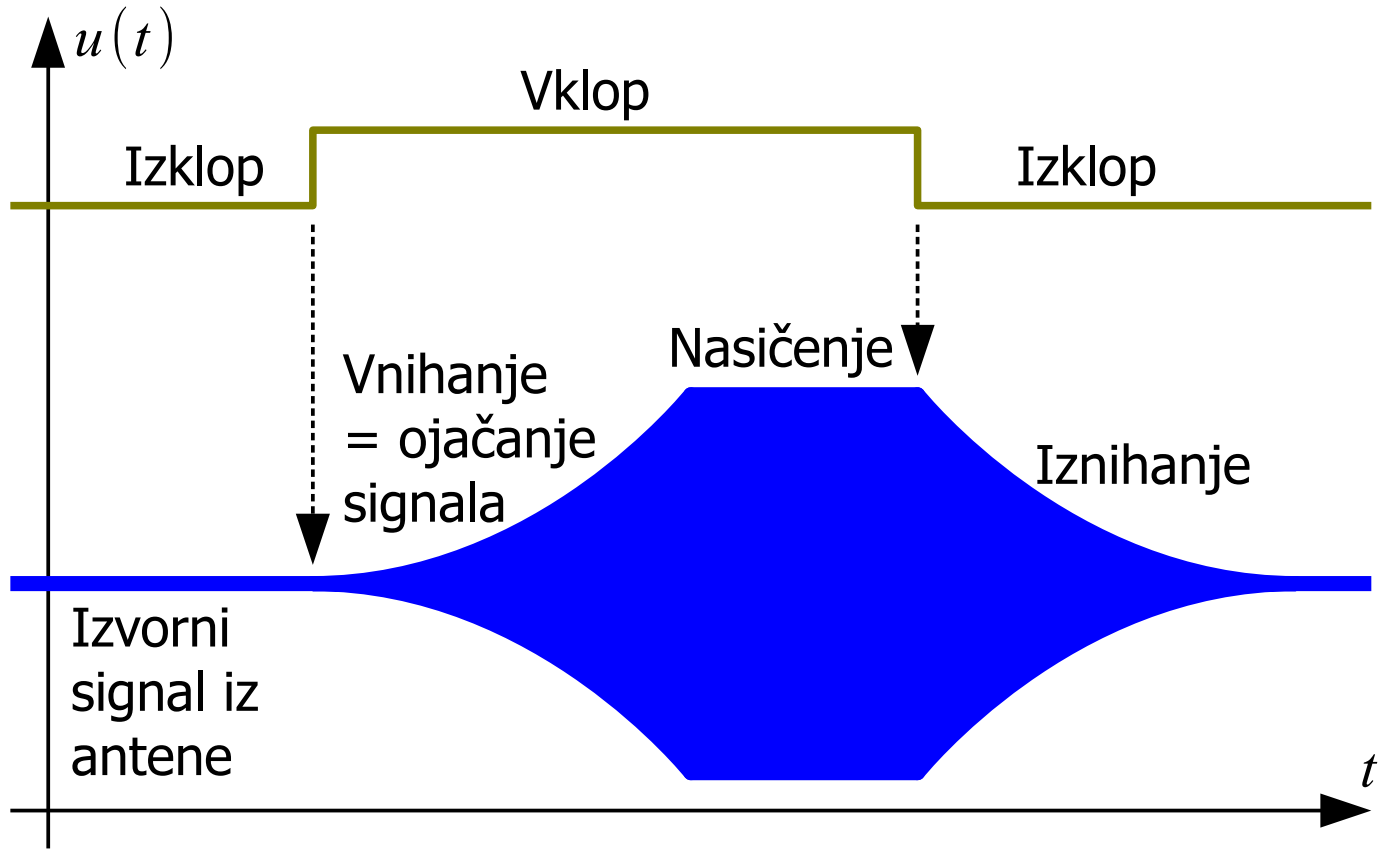 u(t)
Vklop
Izklop
Izklop
Nasičenje
Vnihanje
= ojačanje
signala
Iznihanje
Izvorni
signal iz
antene
t